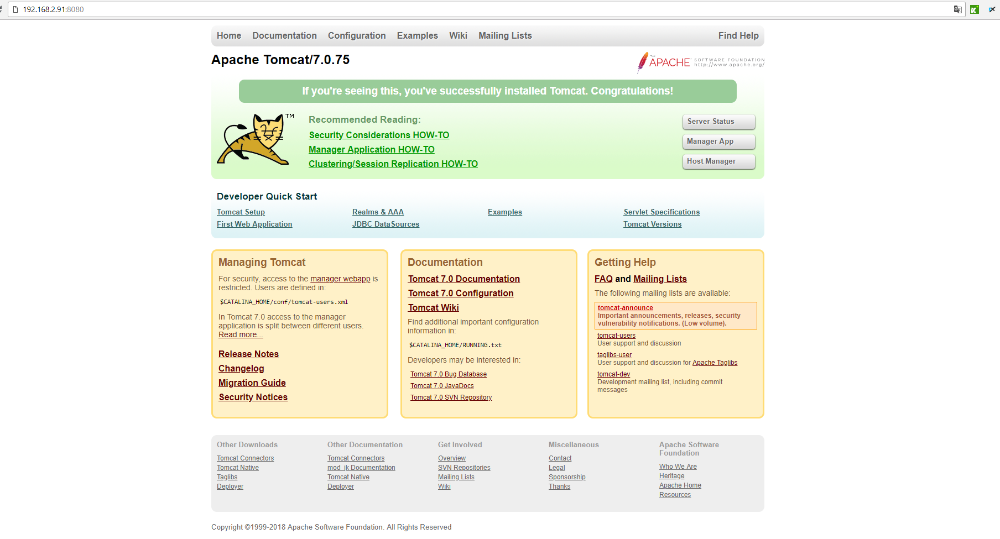 192.168.2.91:8080
Home Documentation Configuration Examples Wiki Mailing Lists Find Help
Apache Tomcat/7.0.75
THE APACHE SOFTWARE FOUNDATION
http://www.apache.org/
If you're seeing this, you've successfully installed Tomcat. Congratulations!
TM
Recommended Reading:
Security Considerations HOW-TO
Manager Application HOW-TO
Clustering/Session Replication HOW-TO
Server Status
Manager App
Host Manager
Developer Quick Start
Tomcat Setup
First Web Application
Realms & AAA
JDBC DataSources
Examples
Servlet Specifications
Tomcat Versions
Managing Tomcat
For security, access to the manager webapp is
restricted. Users are defined in:
$CATALINA_HOME/conf/tomcat-users.xml
In Tomcat 7.0 access to the manager
application is split between different users.
Read more...
Release Notes
Changelog
Migration Guide
Security Notices
Documentation
Tomcat 7.0 Documentation
Tomcat 7.0 Configuration
Tomcat Wiki
Find additional important configuration
information in:
$CATALINA_HOME/RUNNING.txt
Developers may be interested in:
Tomcat 7.0 Bug Database
Tomcat 7.0 JavaDocs
Tomcat 7.0 SVN Repository
Getting Help
FAQ and Mailing Lists
The following mailing lists are available:
tomcat-announce
Important announcements, releases, security
vulnerability notifications. (Low volume).
tomcat-users
User support and discussion
taglibs-user
User support and discussion for Apache Taglibs
tomcat-dev
Development mailing list, including commit
messages
Other Downloads
Tomcat Connectors
Tomcat Native
Taglibs
Deployer
Other Documentation
Tomcat Connectors
mod_jk Documentation
Tomcat Native
Deployer
Get Involved
Overview
SVN Repositories
Mailing Lists
Wiki
Miscellaneous
Contact
Legal
Sponsorship
Thanks
Apache Software
Foundation
Who We Are
Heritage
Apache Home
Resources
Copyright ©1999-2018 Apache Software Foundation. All Rights Reserved